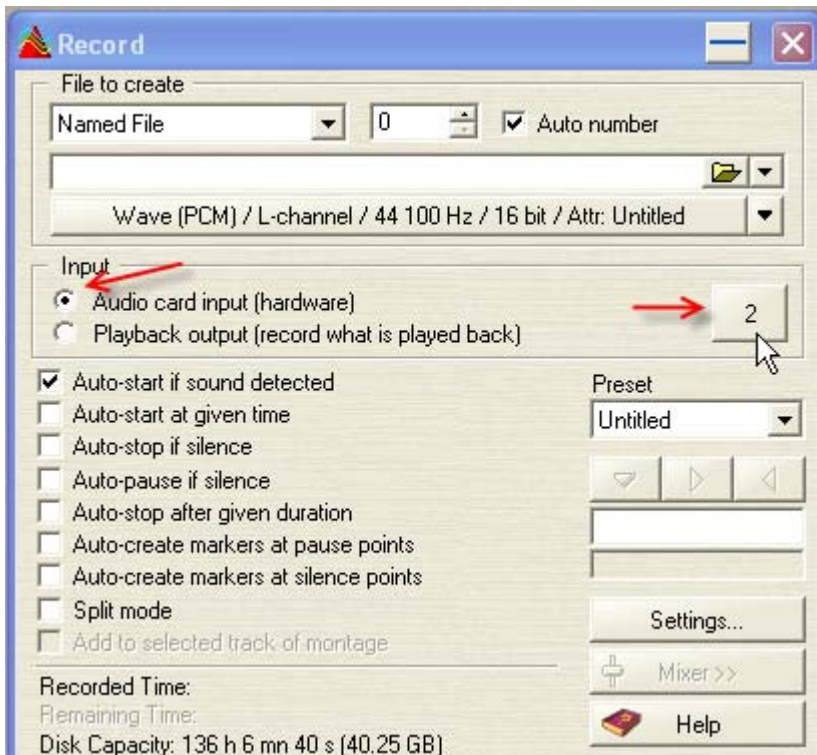 Record
File to create
Named File 0 Auto number
Wave (PCM) / L-channel / 44 100 Hz / 16 bit / Attr: Untitled
Input
Audio card input (hardware)
Playback output (record what is played back)
2
Auto-start if sound detected
Auto-start at given time
Auto-stop if silence
Auto-pause if silence
Auto-stop after given duration
Auto-create markers at pause points
Auto-create markers at silence points
Split mode
Add to selected track of montage
Preset
Untitled
Settings...
Mixer >>
Help
Recorded Time:
Remaining Time:
Disk Capacity: 136 h 6 mn 40 s (40.25 GB)